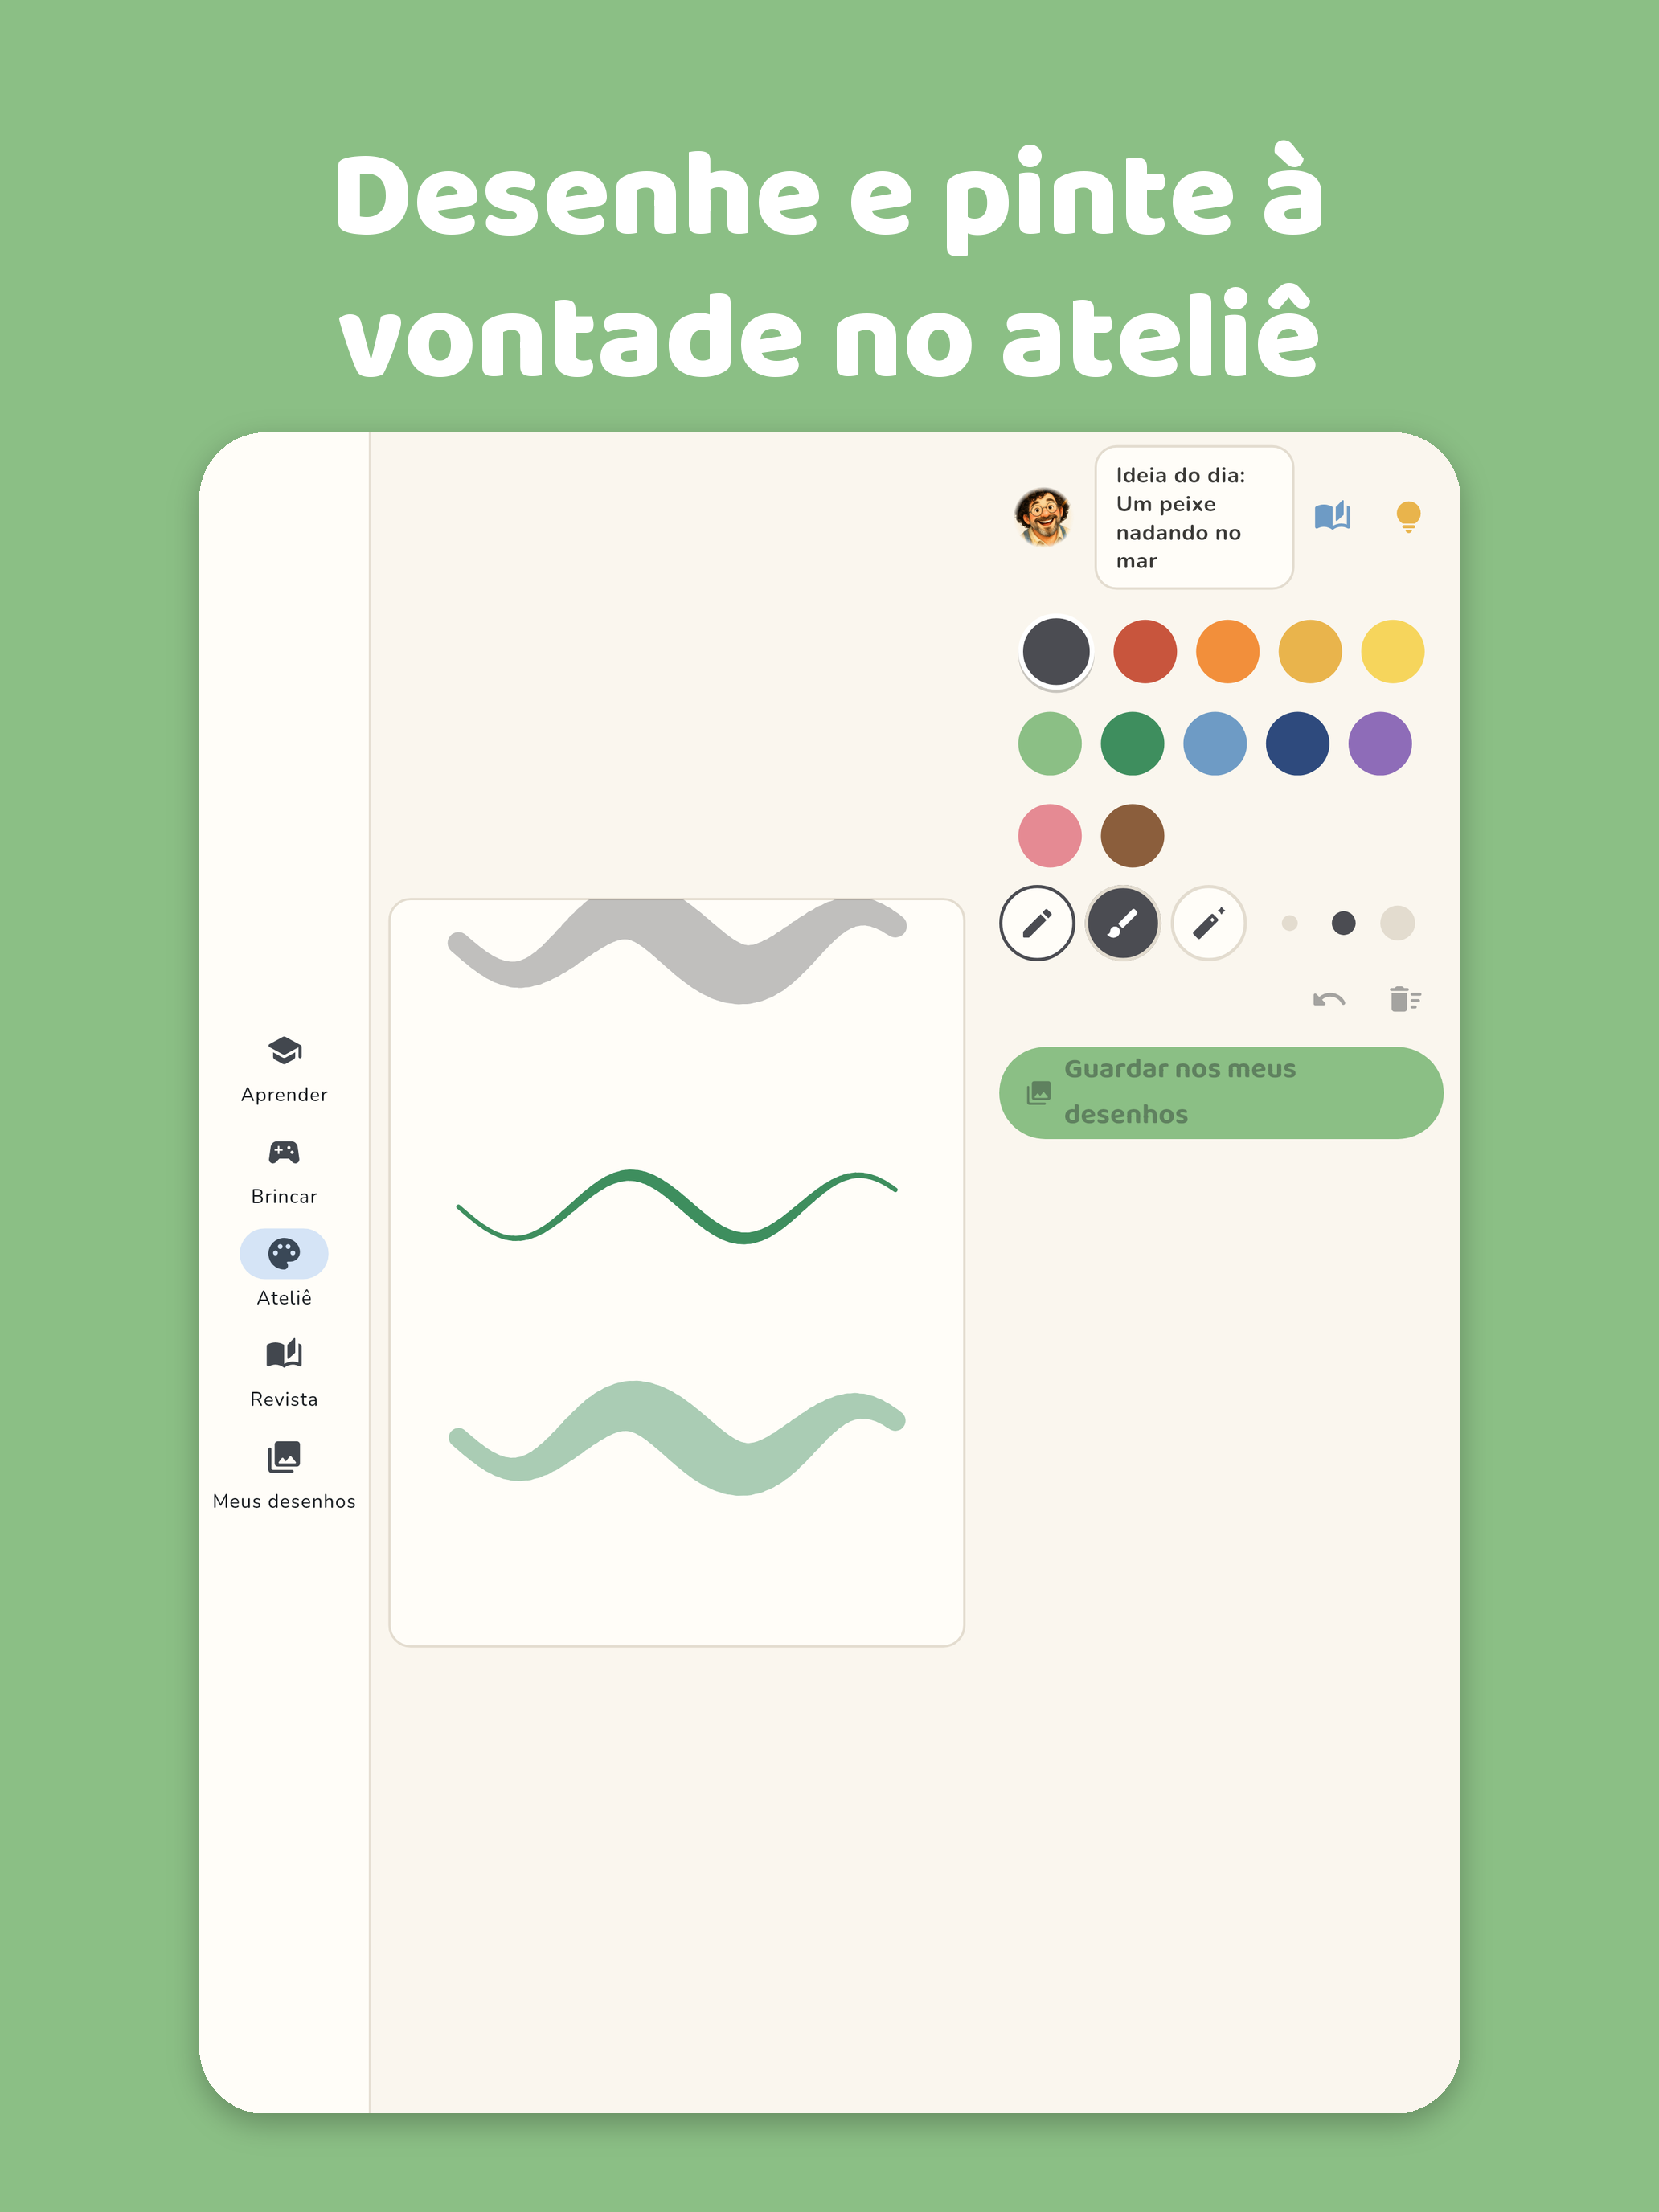 Desenhe e pinte à
vontade no ateliê
Ideia do dia:
Um peixe
nadando no
mar
Guardar nos meus
desenhos
Aprender
Brincar
Ateliê
Revista
Meus desenhos